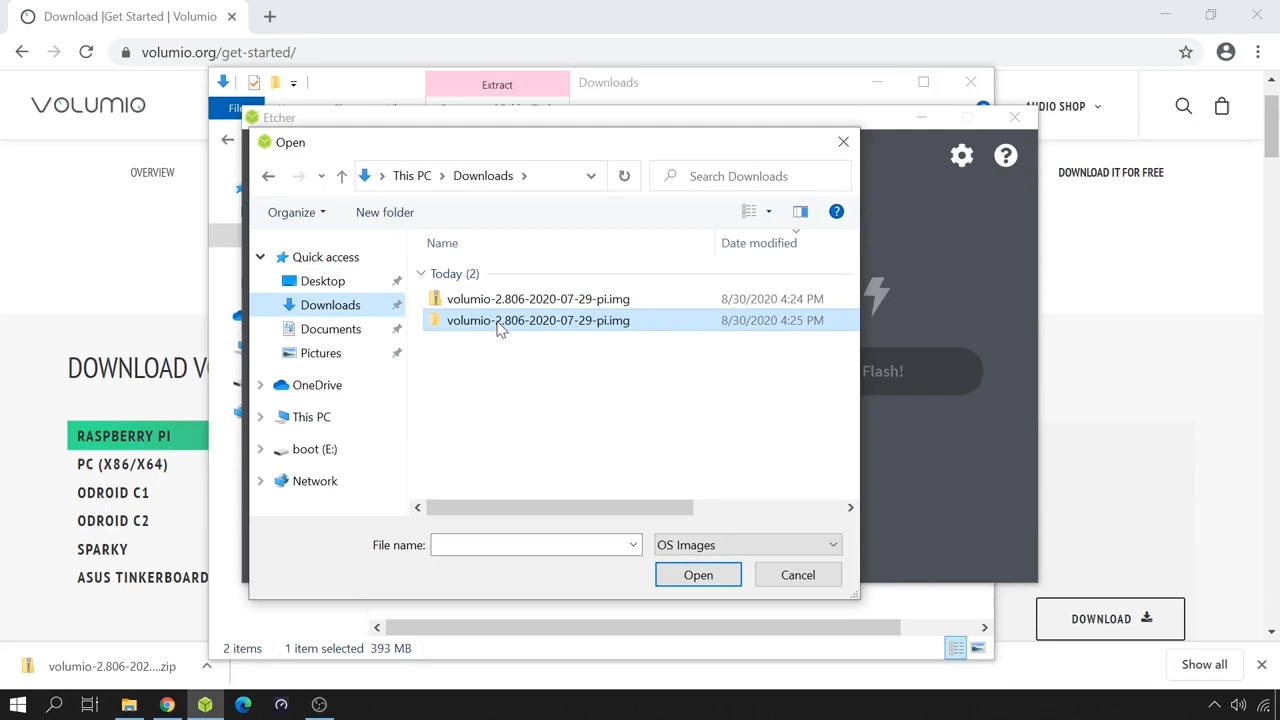 Download |Get Started | Volumio
volumio.org/get-started/
Extract
Downloads
VOLUMIO
Etcher
AUDIO SHOP
Open
OVERVIEW
This PC
Downloads
Search Downloads
DOWNLOAD IT FOR FREE
Organize
New folder
Name
Date modified
Quick access
Today (2)
Desktop
Downloads
volumio-2.806-2020-07-29-pi.img
8/30/2020 4:24 PM
Documents
volumio-2.806-2020-07-29-pi.img
8/30/2020 4:25 PM
Pictures
DOWNLOAD V
Flash!
OneDrive
This PC
RASPBERRY PI
boot (E:)
PC (X86/X64)
Network
ODROID C1
ODROID C2
File name:
OS Images
SPARKY
Open
Cancel
ASUS TINKERBOARD
DOWNLOAD
2 items
1 item selected 393 MB
volumio-2.806-202....zip
Show all